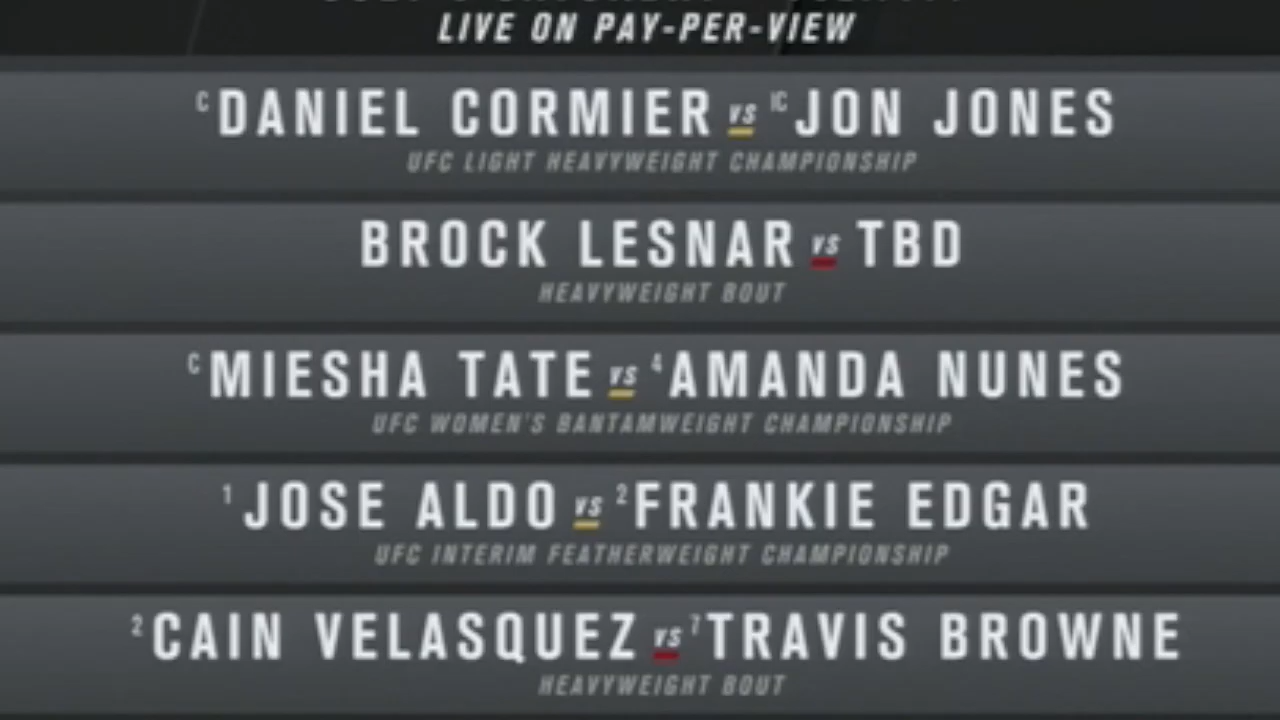 LIVE ON PAY-PER-VIEW
C DANIEL CORMIER VS IC JON JONES
UFC LIGHT HEAVYWEIGHT CHAMPIONSHIP
BROCK LESNAR VS TBD
HEAVYWEIGHT BOUT
C MIESHA TATE VS 4 AMANDA NUNES
UFC WOMEN'S BANTAMWEIGHT CHAMPIONSHIP
1 JOSE ALDO VS 2 FRANKIE EDGAR
UFC INTERIM FEATHERWEIGHT CHAMPIONSHIP
2 CAIN VELASQUEZ VS 7 TRAVIS BROWNE
HEAVYWEIGHT BOUT